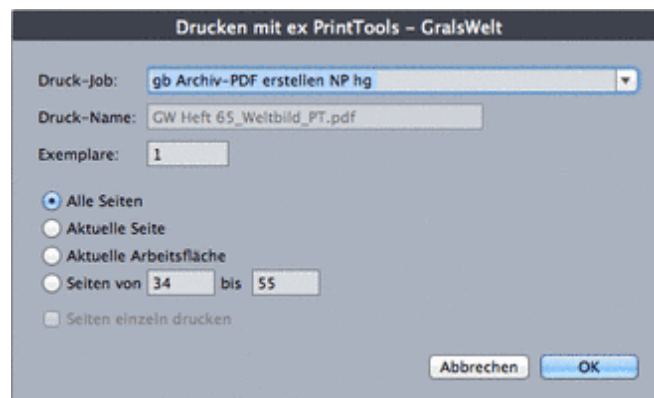 Drucken mit ex PrintTools – GralsWelt
Druck-Job: gb Archiv-PDF erstellen NP hg
Druck-Name: GW Heft 65_Weltbild_PT.pdf
Exemplare: 1
Alle Seiten
Aktuelle Seite
Aktuelle Arbeitsfläche
Seiten von 34 bis 55
Seiten einzeln drucken
Abbrechen OK